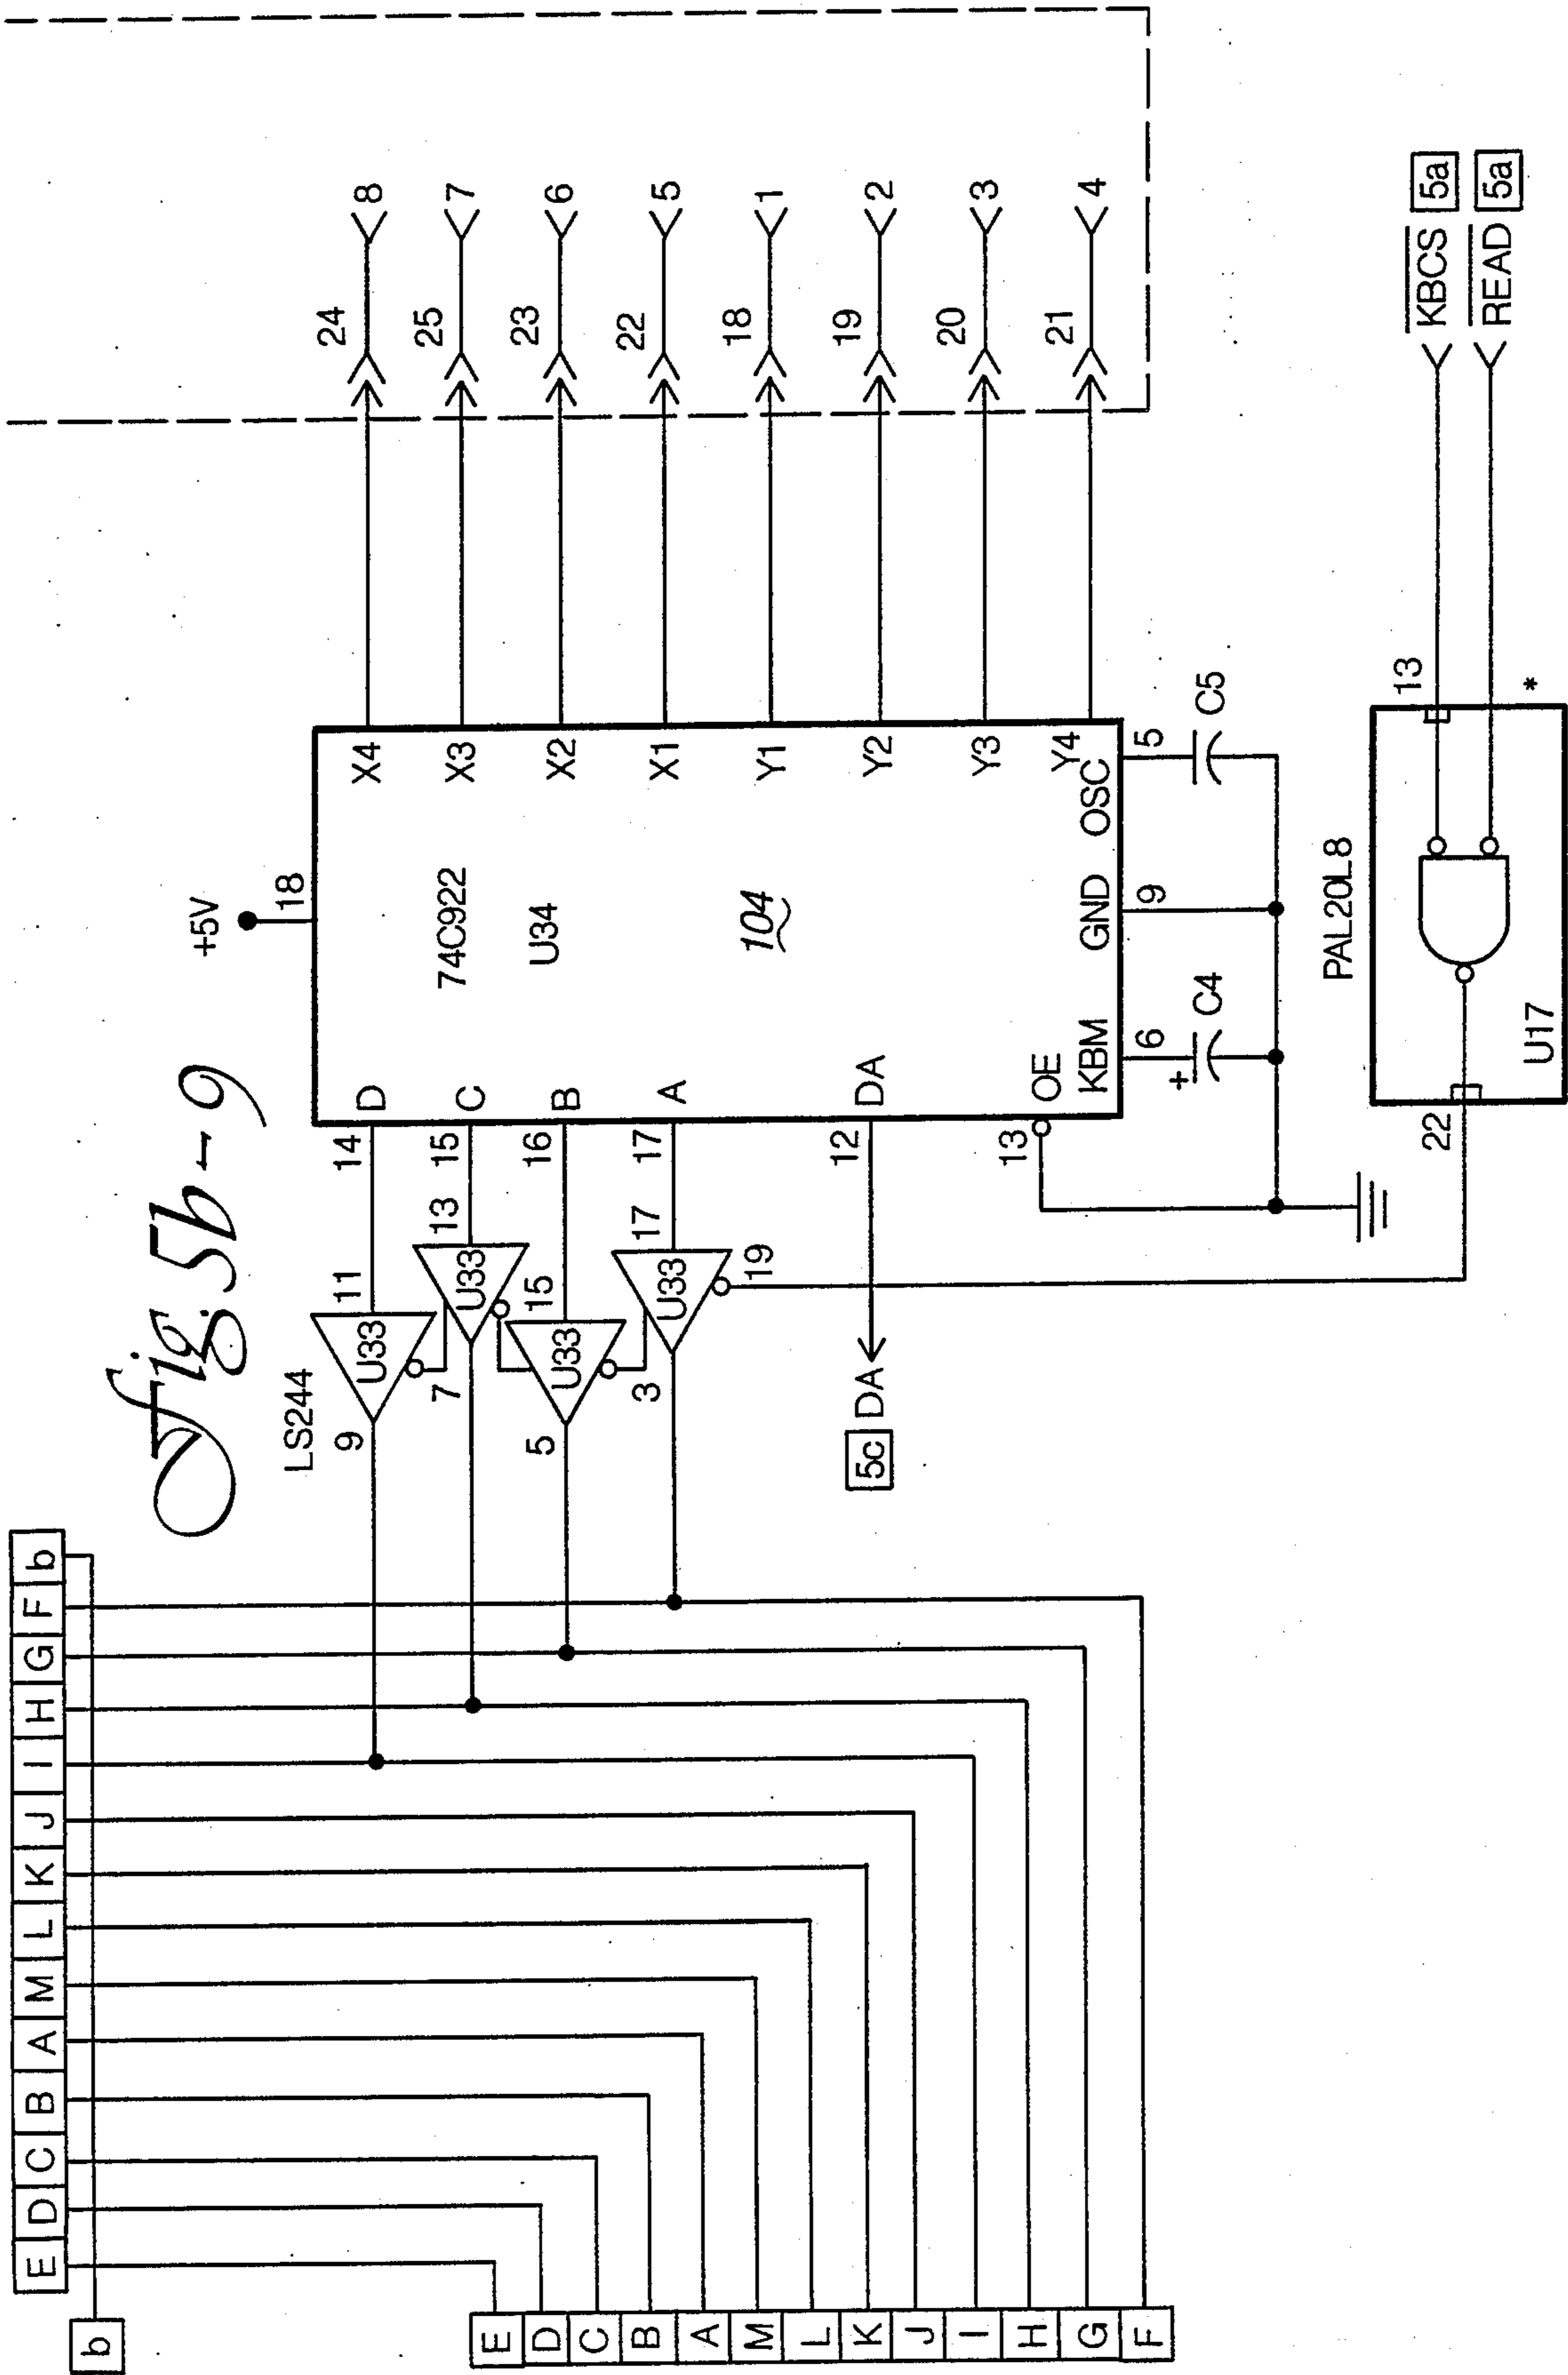 Fig. 5b-9
E D C B A M L K J I H G F b
b
E
D
C
B
A
M
L
K
J
I
H
G
F
LS244
9
11
U33
7
13
U33
5
15
U33
3
17
U33
19
14
15
16
17
12
13
5c DA
+5V
18
D
C
B
A
DA
OE
74C922
U34
104
X4
X3
X2
X1
Y1
Y2
Y3
Y4
KBM
GND
OSC
6
9
5
+
C4
C5
24
25
23
22
18
19
20
21
8
7
6
5
1
2
3
4
PAL20L8
22
13
U17
*
KBCS 5a
READ 5a